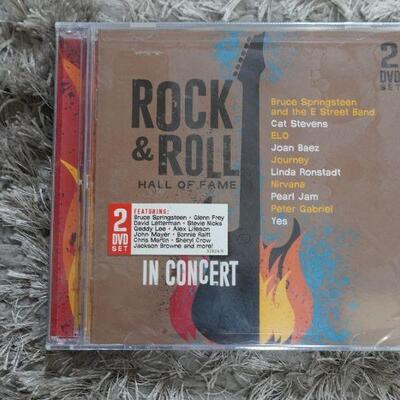 ROCK
& ROLL
HALL OF FAME
2
DVD
SET
FEATURING:
Bruce Springsteen • Glenn Frey
David Letterman • Stevie Nicks
Geddy Lee • Alex Lifeson
John Mayer • Bonnie Raitt
Chris Martin • Sheryl Crow
Jackson Browne and more!
IN CONCERT
2
DVD
SET
Bruce Springsteen
and the E Street Band
Cat Stevens
ELO
Joan Baez
Journey
Linda Ronstadt
Nirvana
Pearl Jam
Peter Gabriel
Yes